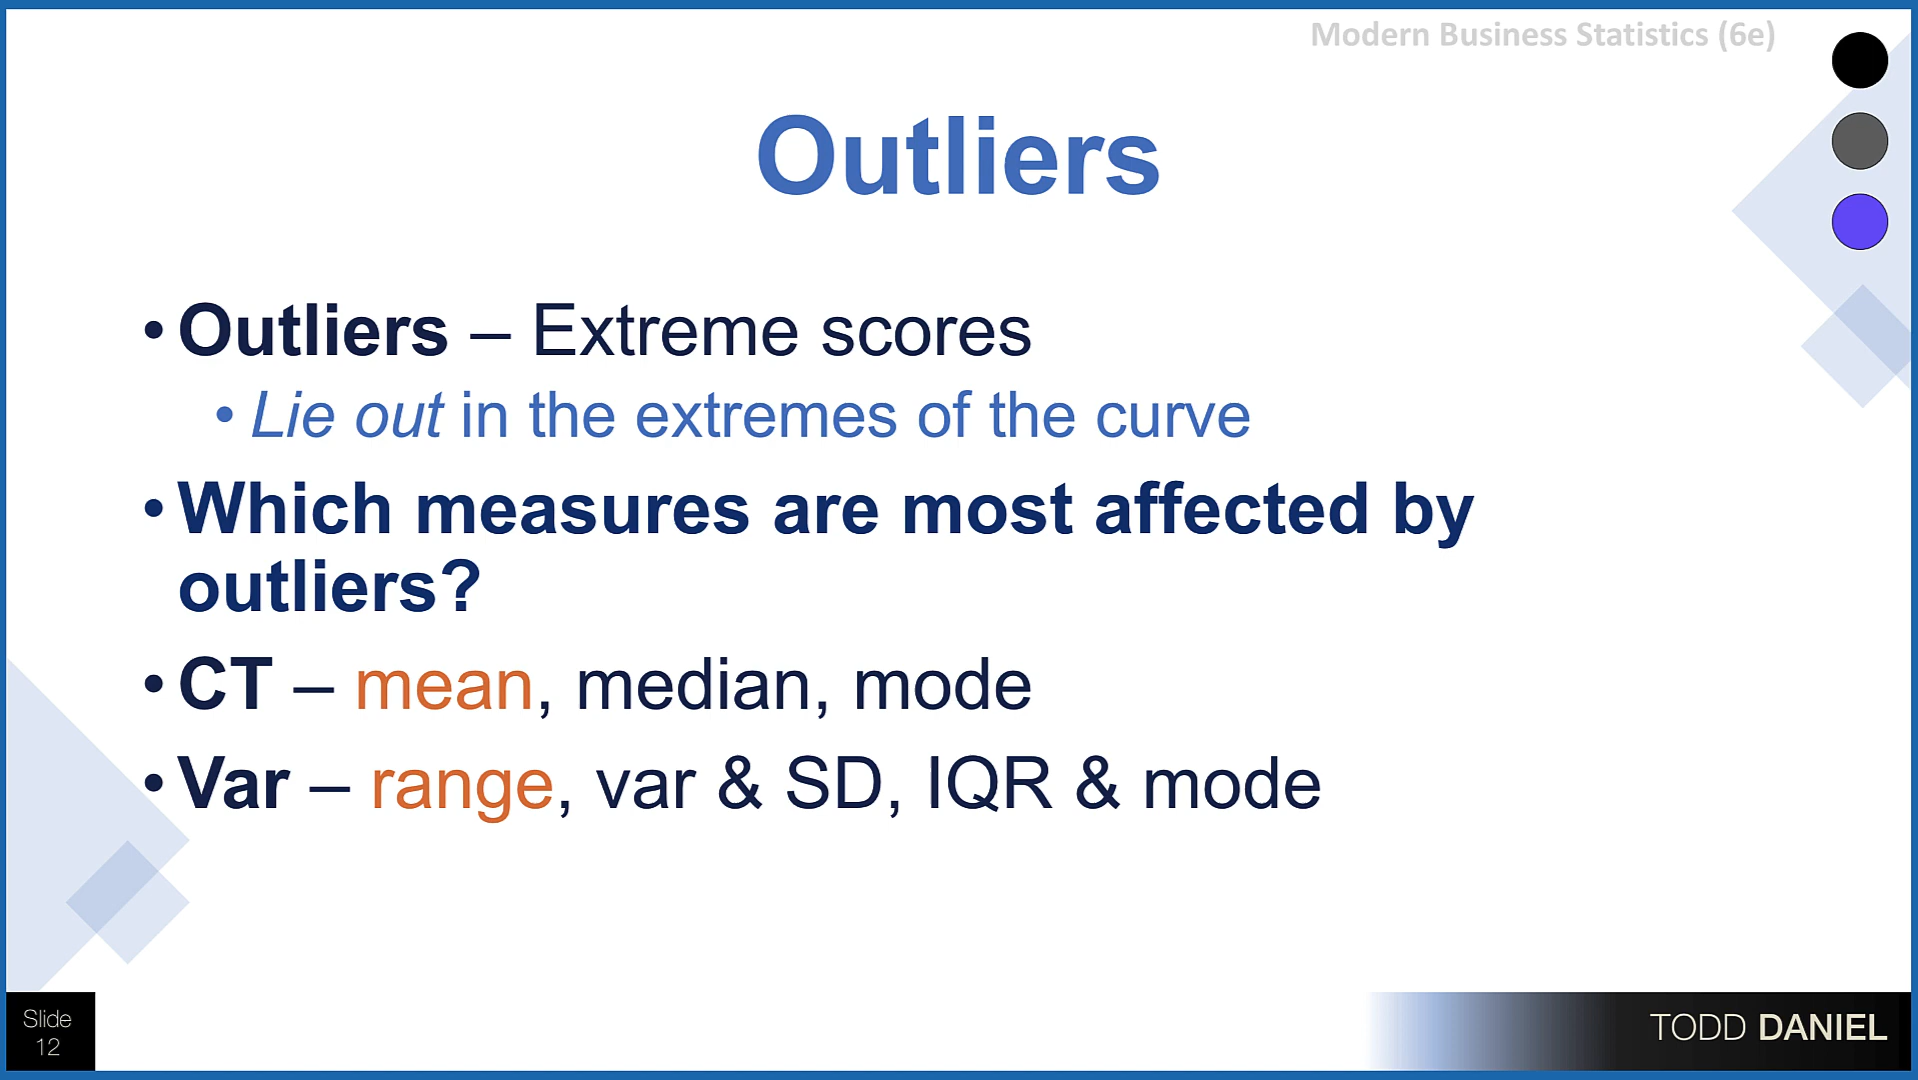 Modern Business Statistics (6e)
Outliers
• Outliers – Extreme scores
• Lie out in the extremes of the curve
• Which measures are most affected by
outliers?
• CT – mean, median, mode
• Var – range, var & SD, IQR & mode
Slide
12
TODD DANIEL